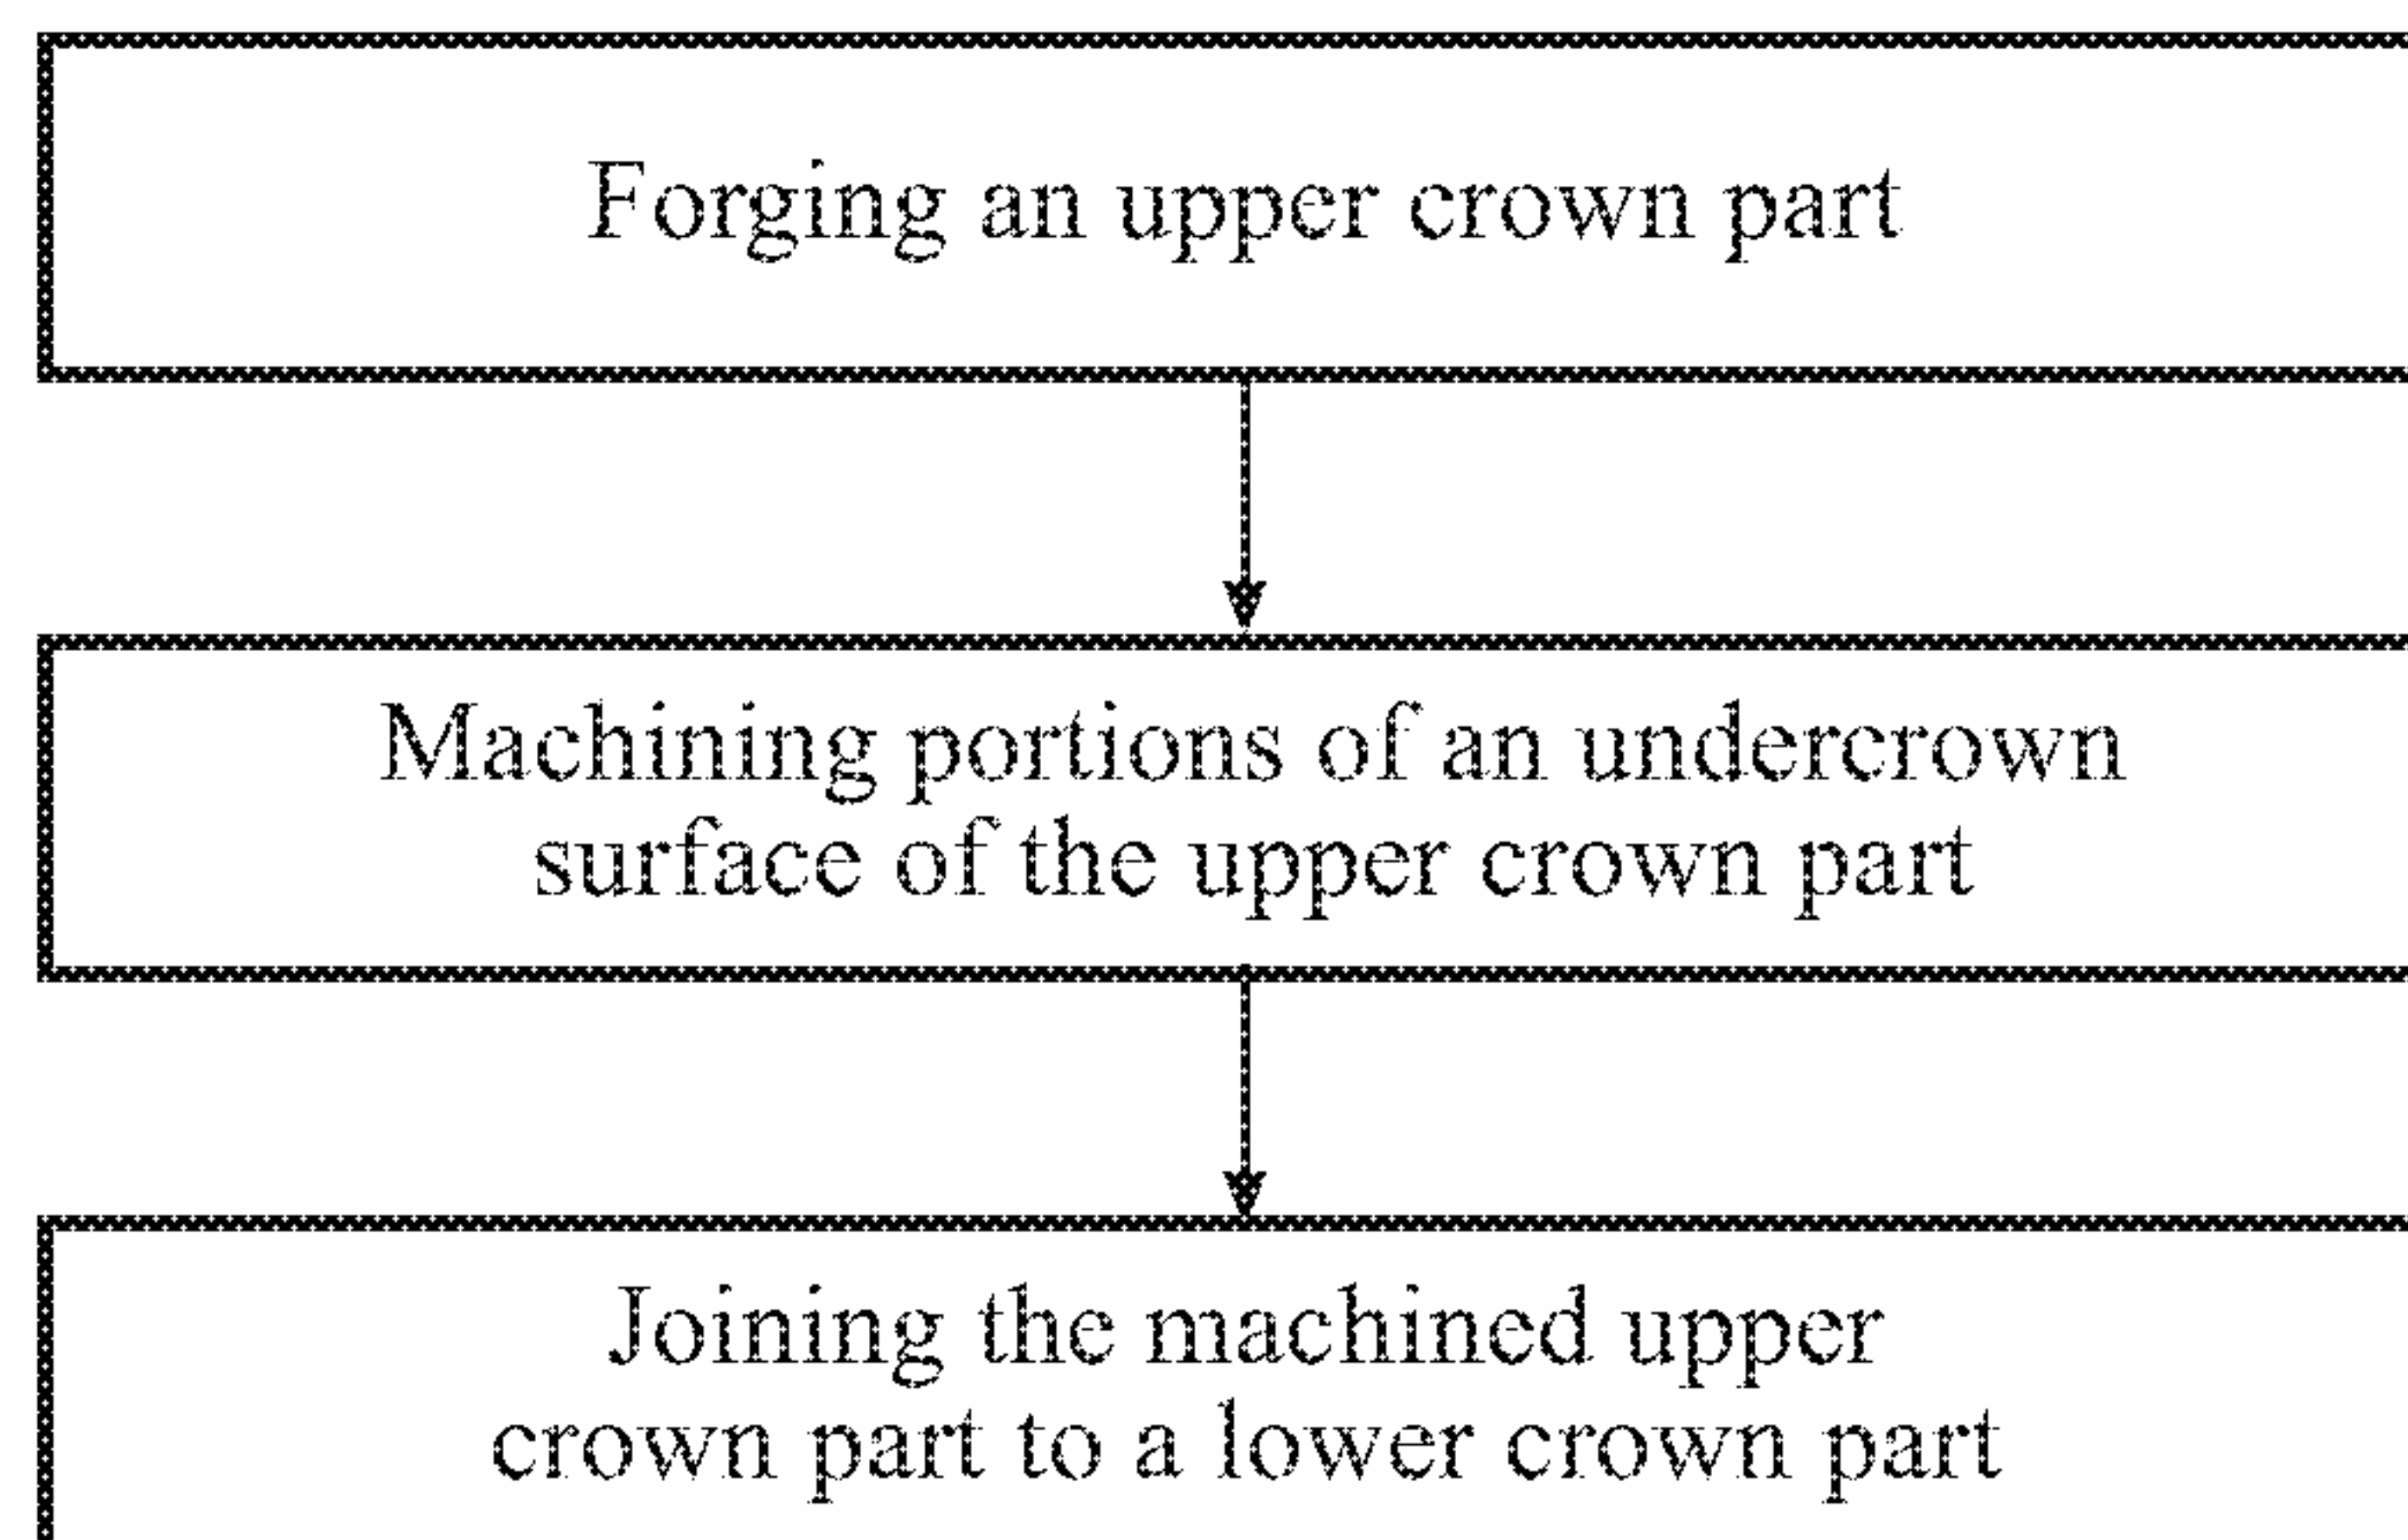 Forging an upper crown part
Machining portions of an undercrown
surface of the upper crown part
Joining the machined upper
crown part to a lower crown part